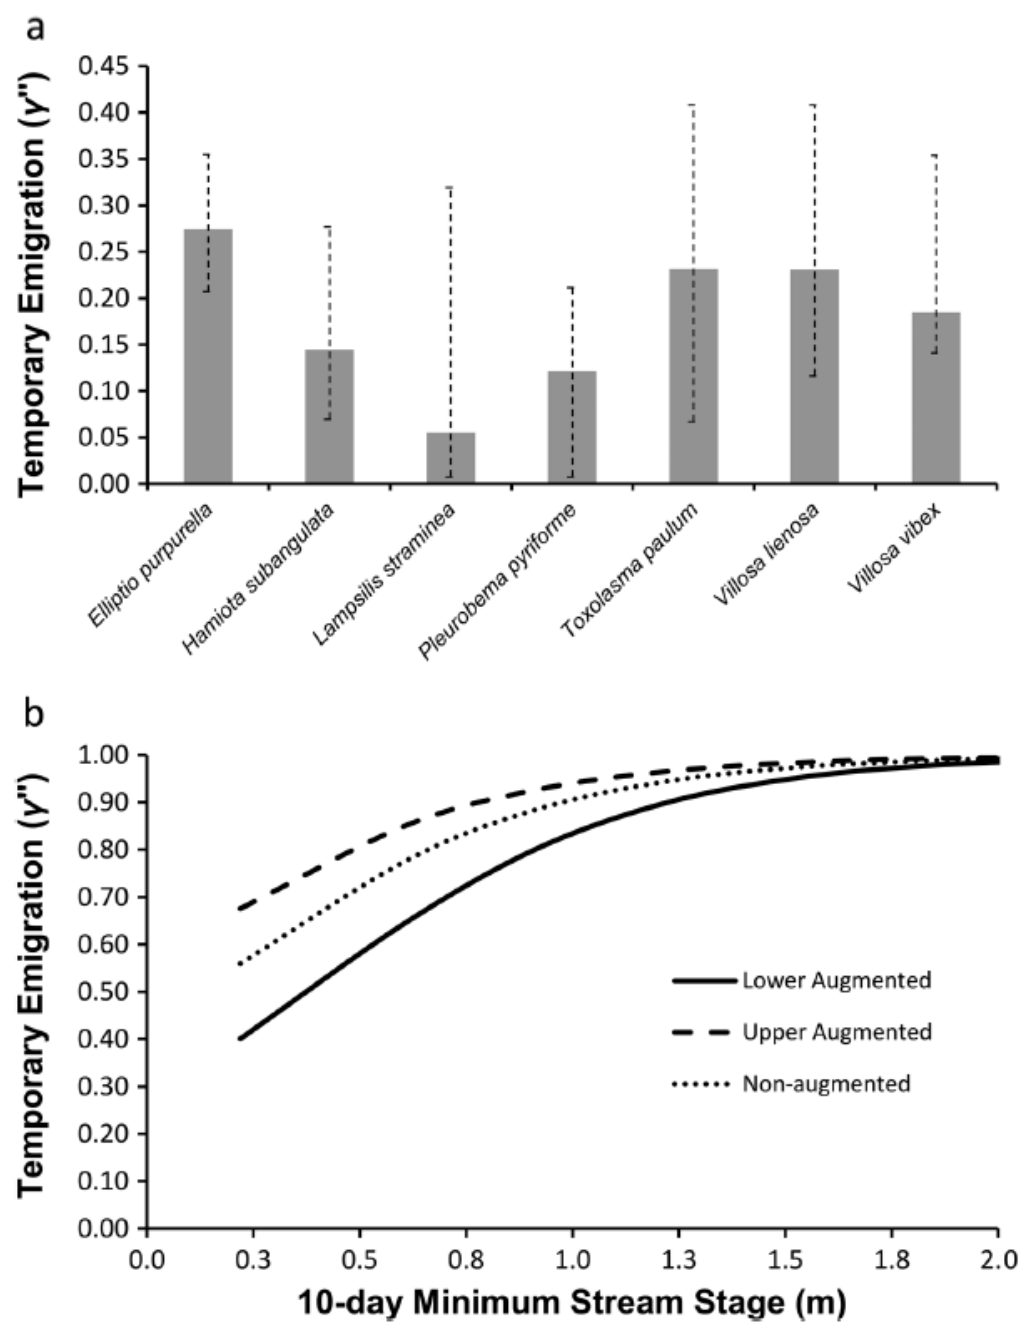 a
Temporary Emigration (γ")
0.45
0.40
0.35
0.30
0.25
0.20
0.15
0.10
0.05
0.00
Elliptio purpurella
Hamiota subangulata
Lampsilis straminea
Pleurobema pyriforme
Toxolasma paulum
Villosa lienosa
Villosa vibex
b
Temporary Emigration (γ")
1.00
0.90
0.80
0.70
0.60
0.50
0.40
0.30
0.20
0.10
0.00
Lower Augmented
Upper Augmented
Non-augmented
0.0 0.3 0.5 0.8 1.0 1.3 1.5 1.8 2.0
10-day Minimum Stream Stage (m)